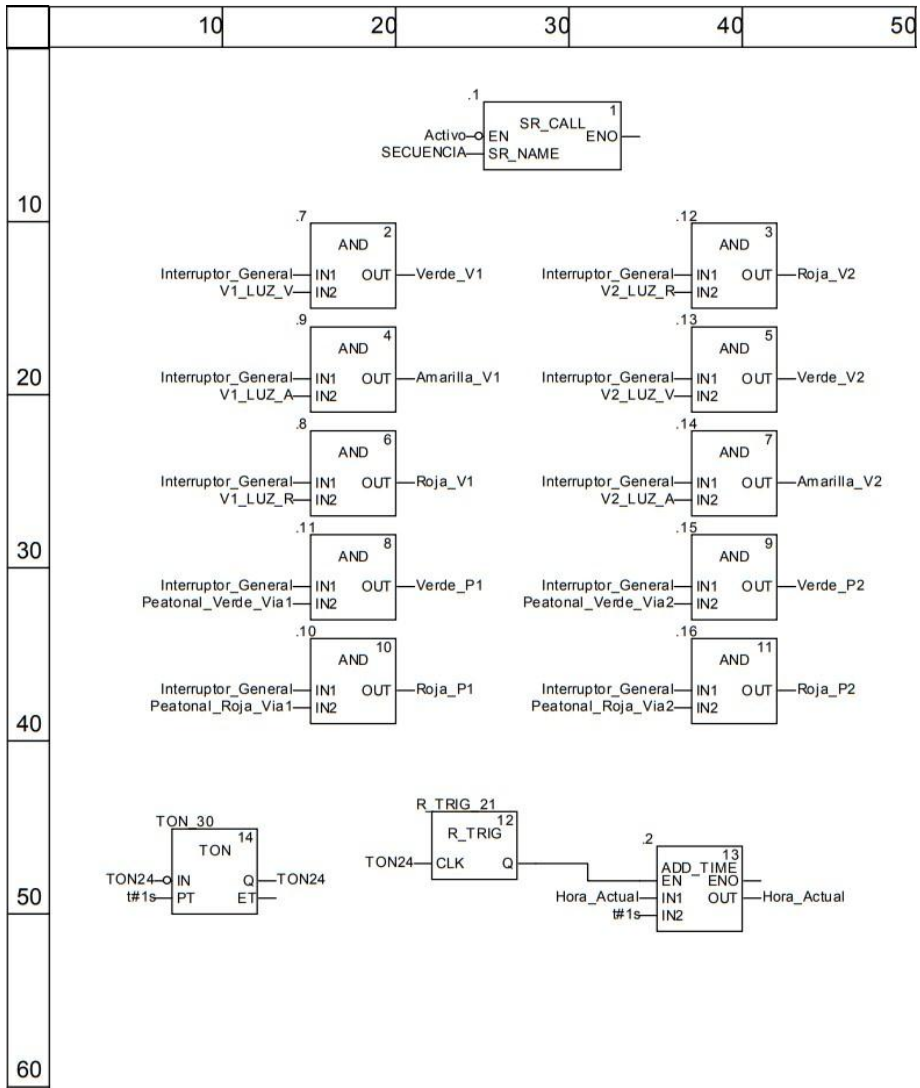 10 20 30 40 50
.1
1
SR_CALL
Activo EN ENO
SECUENCIA SR_NAME
10
.7 .12
2 3
AND AND
Interruptor_General IN1 OUT Verde_V1 Interruptor_General IN1 OUT Roja_V2
V1_LUZ_V IN2 V2_LUZ_R IN2
.9 .13
4 5
AND AND
20 Interruptor_General IN1 OUT Amarilla_V1 Interruptor_General IN1 OUT Verde_V2
V1_LUZ_A IN2 V2_LUZ_V IN2
.8 .14
6 7
AND AND
Interruptor_General IN1 OUT Roja_V1 Interruptor_General IN1 OUT Amarilla_V2
V1_LUZ_R IN2 V2_LUZ_A IN2
.11 .15
30
8 9
AND AND
Interruptor_General IN1 OUT Verde_P1 Interruptor_General IN1 OUT Verde_P2
Peatonal_Verde_Via1 IN2 Peatonal_Verde_Via2 IN2
.10 .16
10 11
AND AND
Interruptor_General IN1 OUT Roja_P1 Interruptor_General IN1 OUT Roja_P2
Peatonal_Roja_Via1 IN2 Peatonal_Roja_Via2 IN2
40
R_TRIG_21
TON_30 12
14 R_TRIG .2
TON 13
TON24 CLK Q ADD_TIME
TON24 IN Q TON24 EN ENO
50 t#1s PT ET Hora_Actual IN1 OUT Hora_Actual
t#1s IN2
60